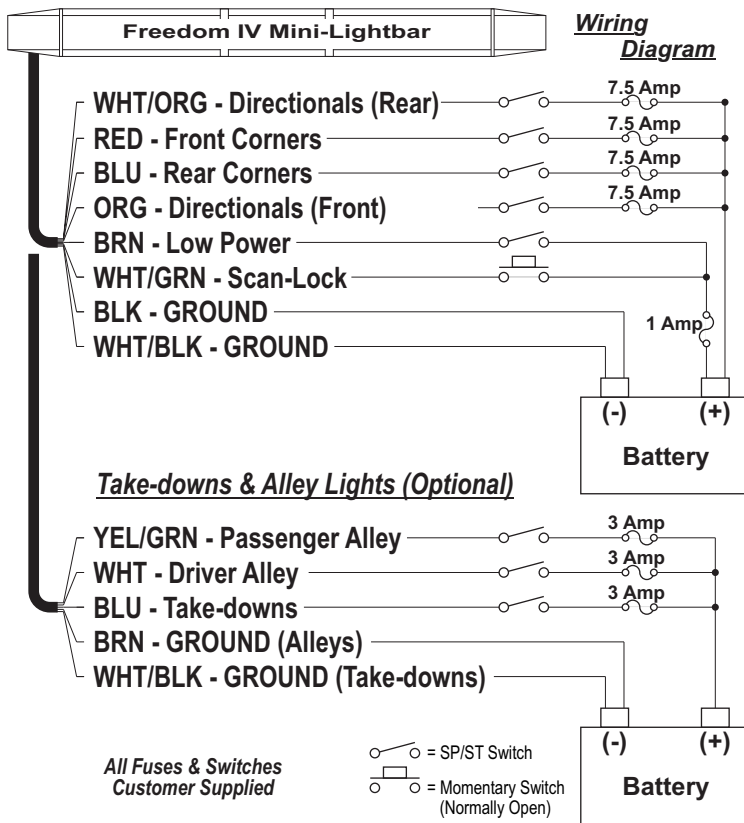 Freedom IV Mini-Lightbar
Wiring
Diagram
WHT/ORG - Directionals (Rear)
7.5 Amp
RED - Front Corners
7.5 Amp
BLU - Rear Corners
7.5 Amp
ORG - Directionals (Front)
7.5 Amp
BRN - Low Power
WHT/GRN - Scan-Lock
BLK - GROUND
1 Amp
WHT/BLK - GROUND
(-)
(+)
Battery
Take-downs & Alley Lights (Optional)
YEL/GRN - Passenger Alley
3 Amp
WHT - Driver Alley
3 Amp
BLU - Take-downs
3 Amp
BRN - GROUND (Alleys)
WHT/BLK - GROUND (Take-downs)
(-)
(+)
Battery
All Fuses & Switches
Customer Supplied
= SP/ST Switch
= Momentary Switch
(Normally Open)